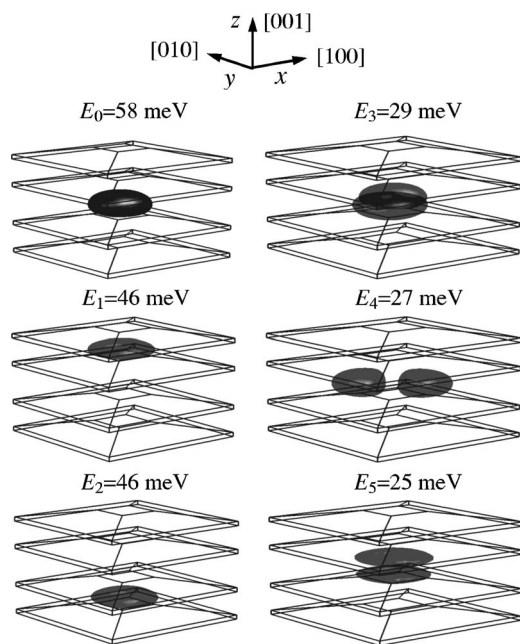 z [001]
[010] [100]
y x
E₀=58 meV E₃=29 meV
E₁=46 meV E₄=27 meV
E₂=46 meV E₅=25 meV